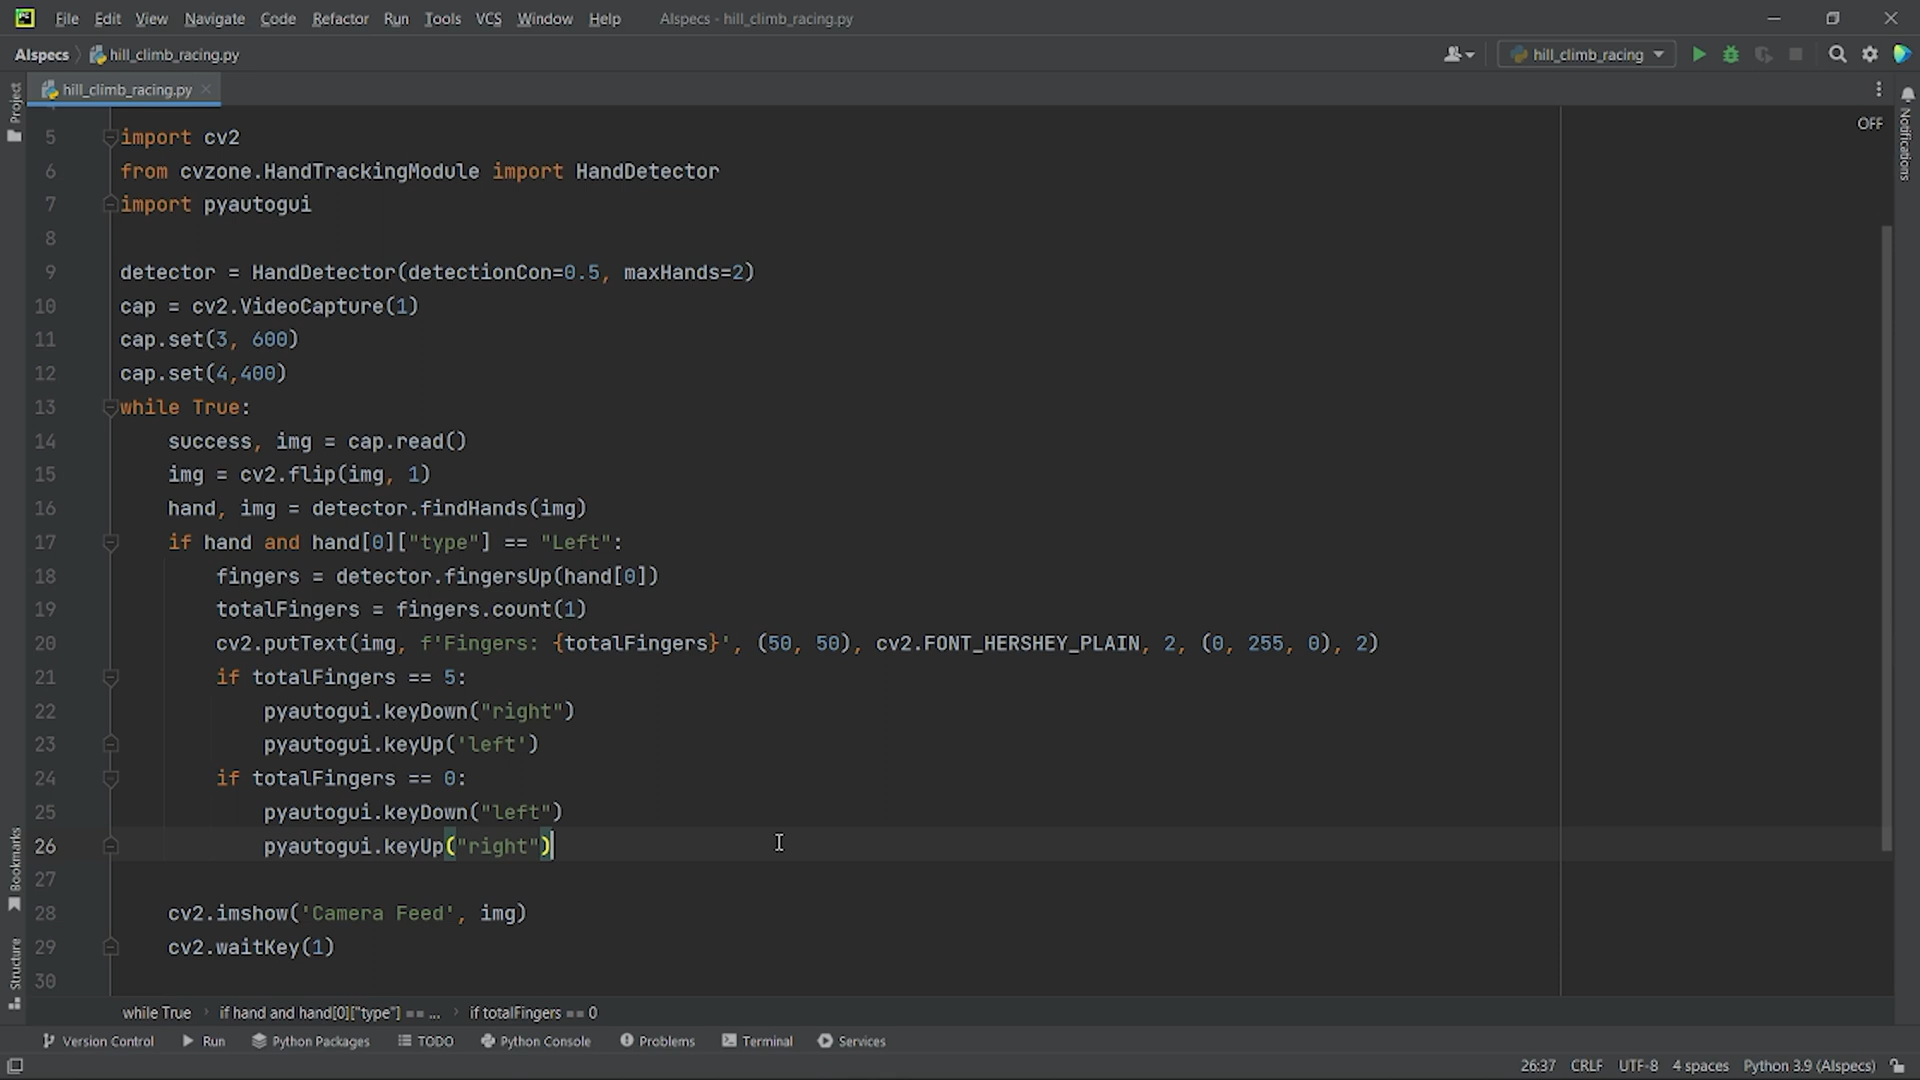 File Edit View Navigate Code Refactor Run Tools VCS Window Help AIspecs - hill_climb_racing.py
AIspecs hill_climb_racing.py hill_climb_racing
hill_climb_racing.py
Project
Notifications
OFF
5 import cv2
6 from cvzone.HandTrackingModule import HandDetector
7 import pyautogui
8
9 detector = HandDetector(detectionCon=0.5, maxHands=2)
10 cap = cv2.VideoCapture(1)
11 cap.set(3, 600)
12 cap.set(4,400)
13 while True:
14 success, img = cap.read()
15 img = cv2.flip(img, 1)
16 hand, img = detector.findHands(img)
17 if hand and hand[0]["type"] == "Left":
18 fingers = detector.fingersUp(hand[0])
19 totalFingers = fingers.count(1)
20 cv2.putText(img, f'Fingers: {totalFingers}', (50, 50), cv2.FONT_HERSHEY_PLAIN, 2, (0, 255, 0), 2)
21 if totalFingers == 5:
22 pyautogui.keyDown("right")
23 pyautogui.keyUp('left')
24 if totalFingers == 0:
25 pyautogui.keyDown("left")
26 pyautogui.keyUp("right")
27
28 cv2.imshow('Camera Feed', img)
29 cv2.waitKey(1)
30
Bookmarks
Structure
while True if hand and hand[0]["type"] == ... if totalFingers == 0
Version Control Run Python Packages TODO Python Console Problems Terminal Services
26:37 CRLF UTF-8 4 spaces Python 3.9 (AIspecs)